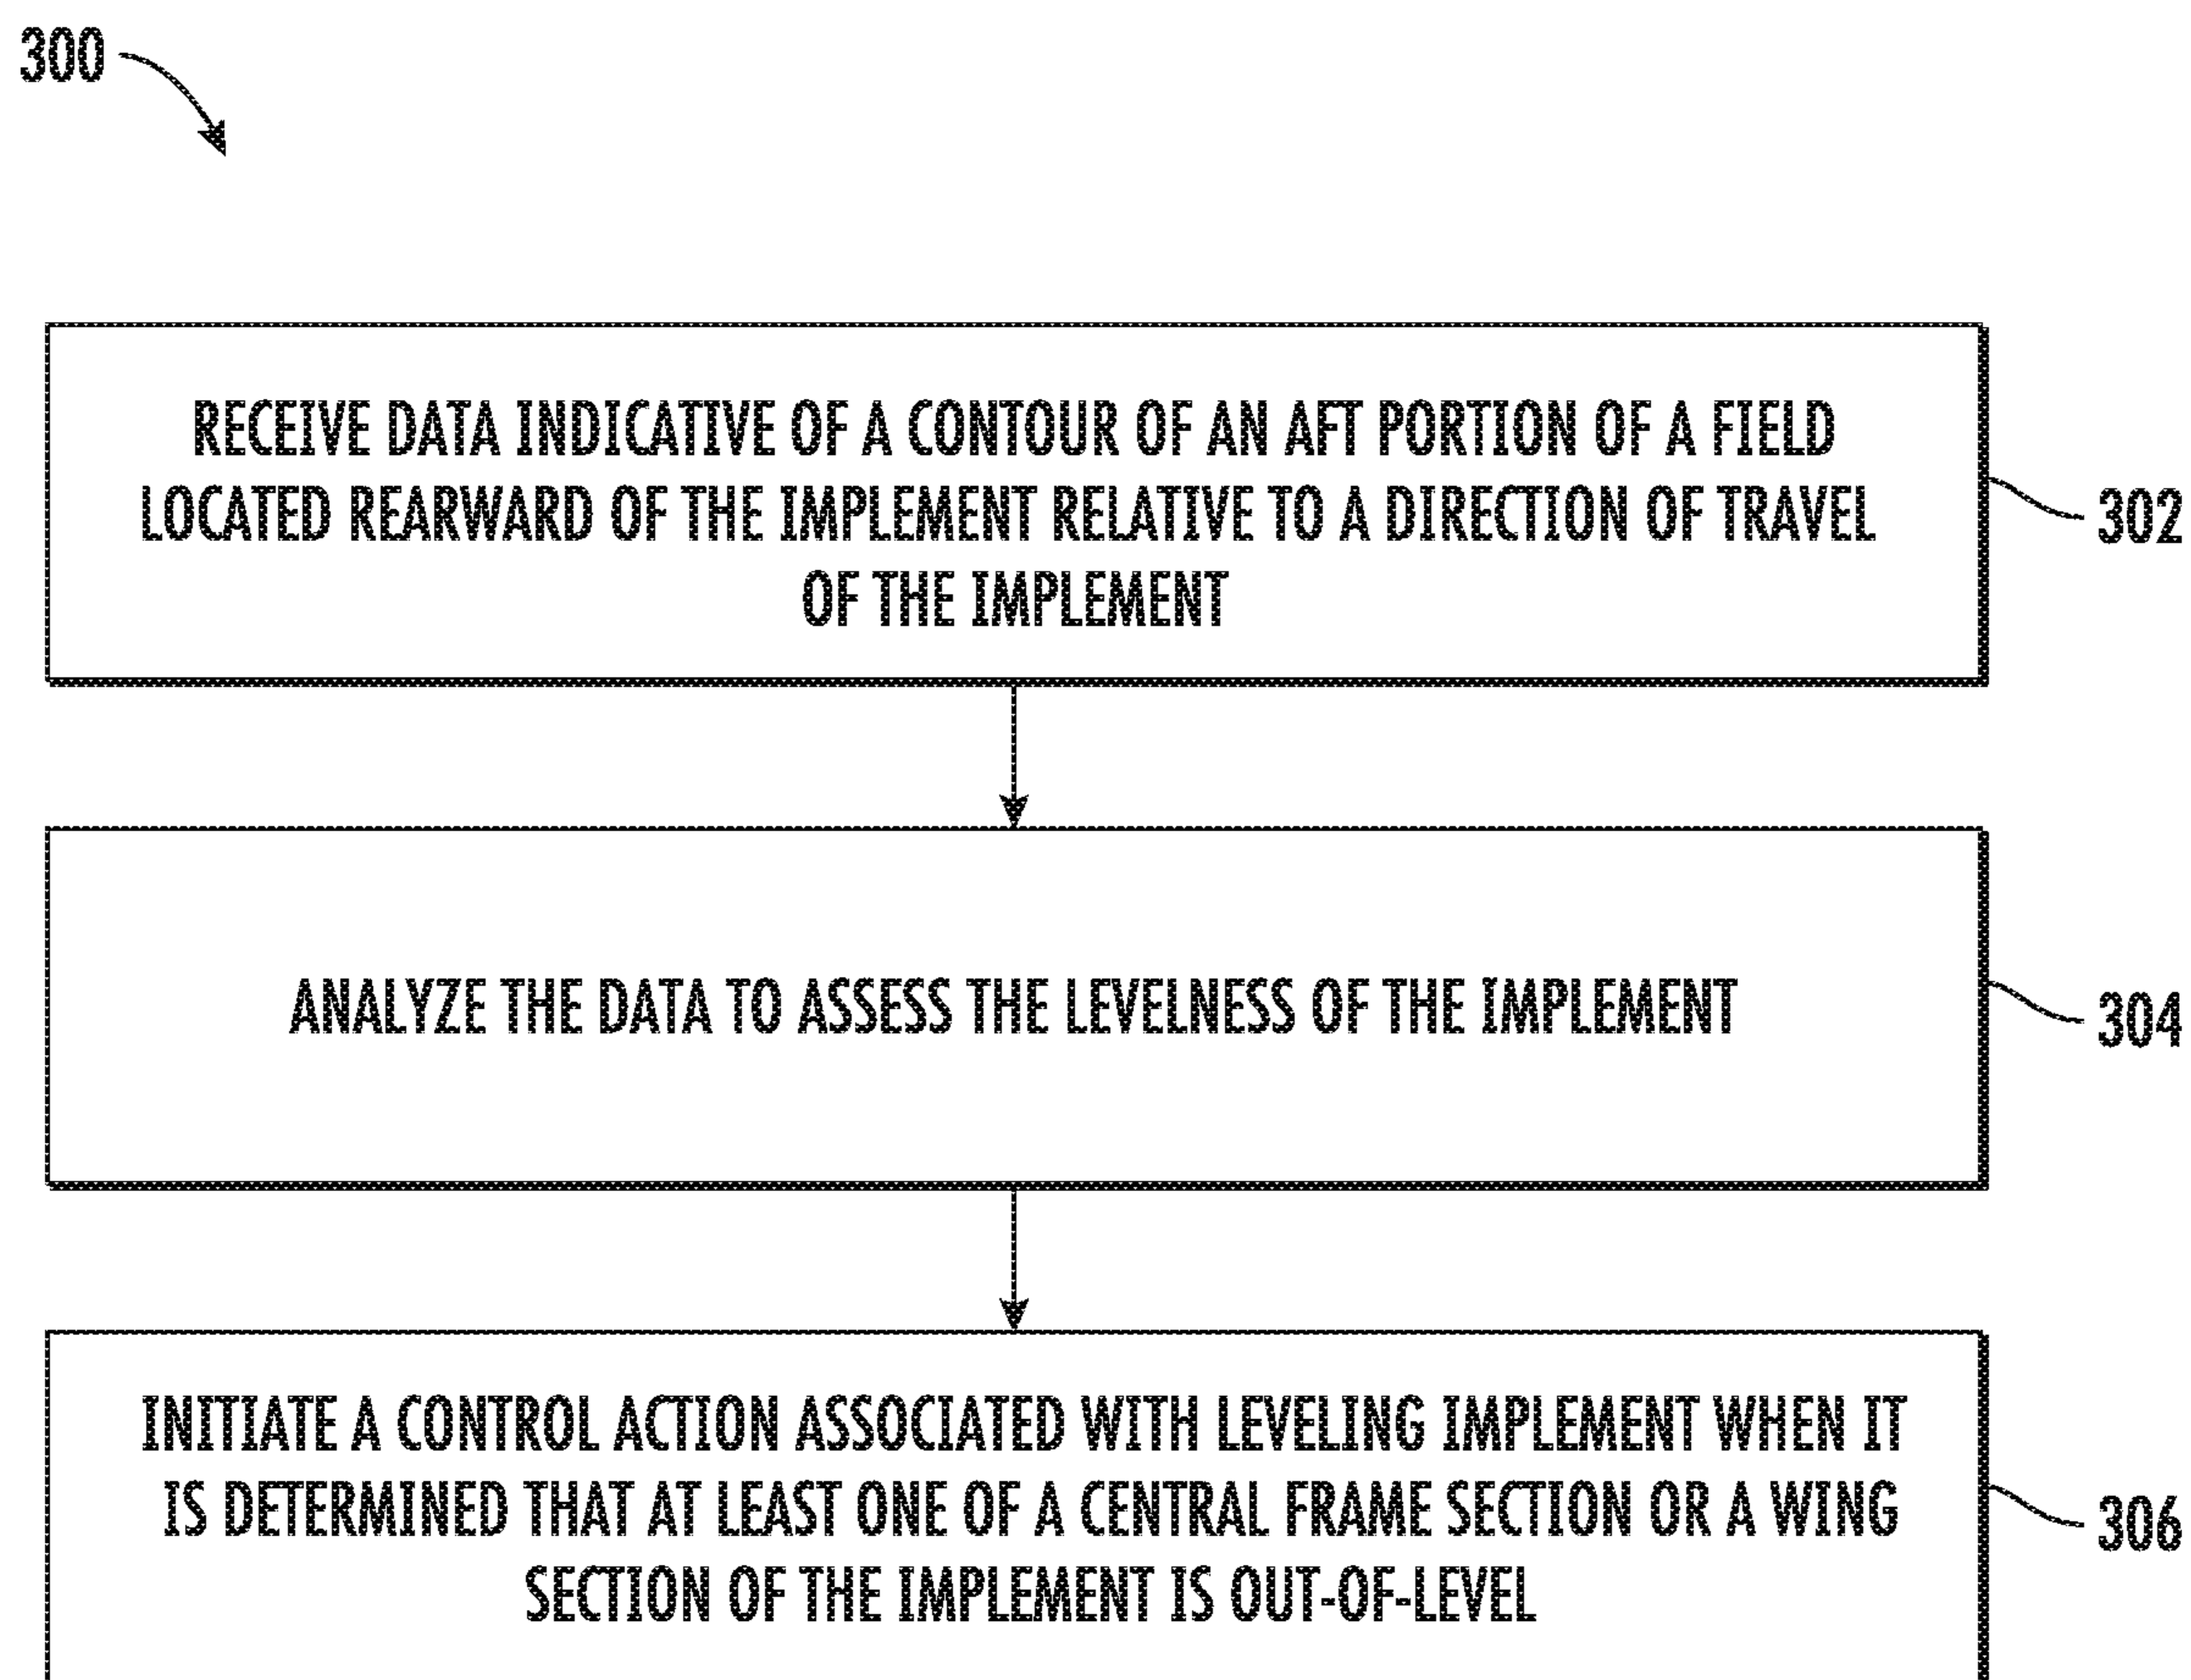 300
RECEIVE DATA INDICATIVE OF A CONTOUR OF AN AFT PORTION OF A FIELD
LOCATED REARWARD OF THE IMPLEMENT RELATIVE TO A DIRECTION OF TRAVEL
OF THE IMPLEMENT
302
ANALYZE THE DATA TO ASSESS THE LEVELNESS OF THE IMPLEMENT
304
INITIATE A CONTROL ACTION ASSOCIATED WITH LEVELING IMPLEMENT WHEN IT
IS DETERMINED THAT AT LEAST ONE OF A CENTRAL FRAME SECTION OR A WING
SECTION OF THE IMPLEMENT IS OUT-OF-LEVEL
306